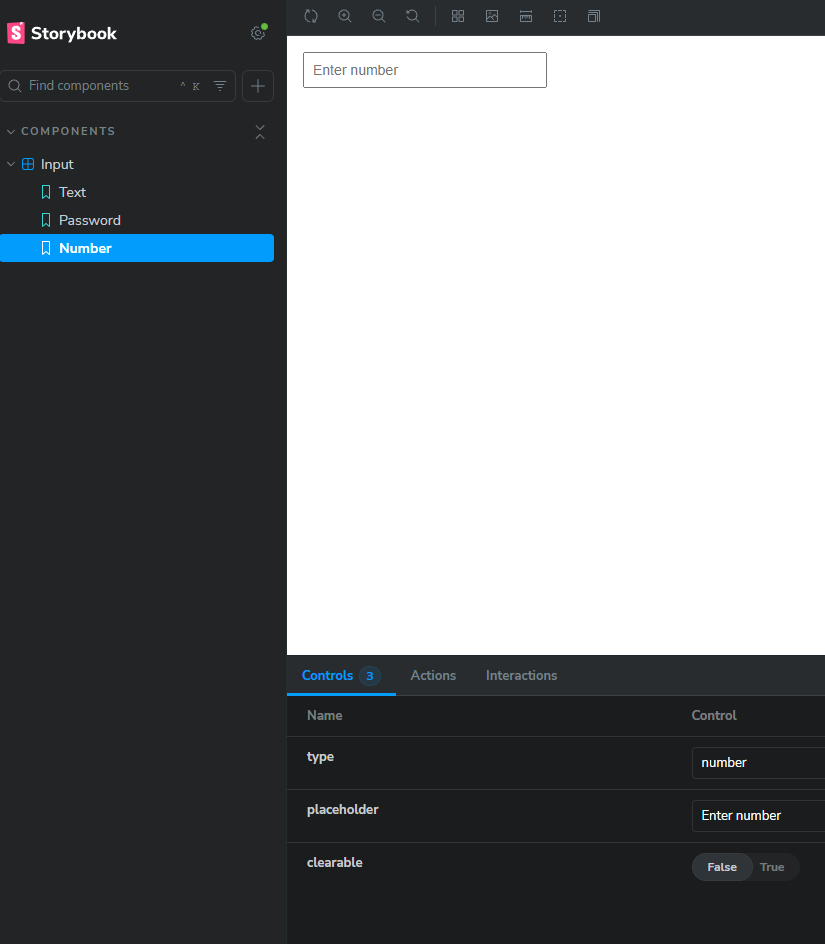 Storybook
Find components
^ K
COMPONENTS
Input
Text
Password
Number
Enter number
Controls 3 Actions Interactions
Name Control
type number
placeholder Enter number
clearable False True